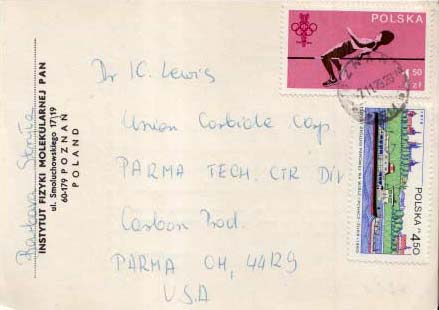 INSTYTUT FIZYKI MOLEKULARNEJ PAN
ul. Smoluchowskiego 17/19
60-179 POZNAŃ
POLAND
Dr K. Lewis
Union Carbide Corp.
PARMA TECH. CTR Div
Carbon Prod.
PARMA OH, 44129
U.S.A
POLSKA
1.50
zł
POLSKA
4,50